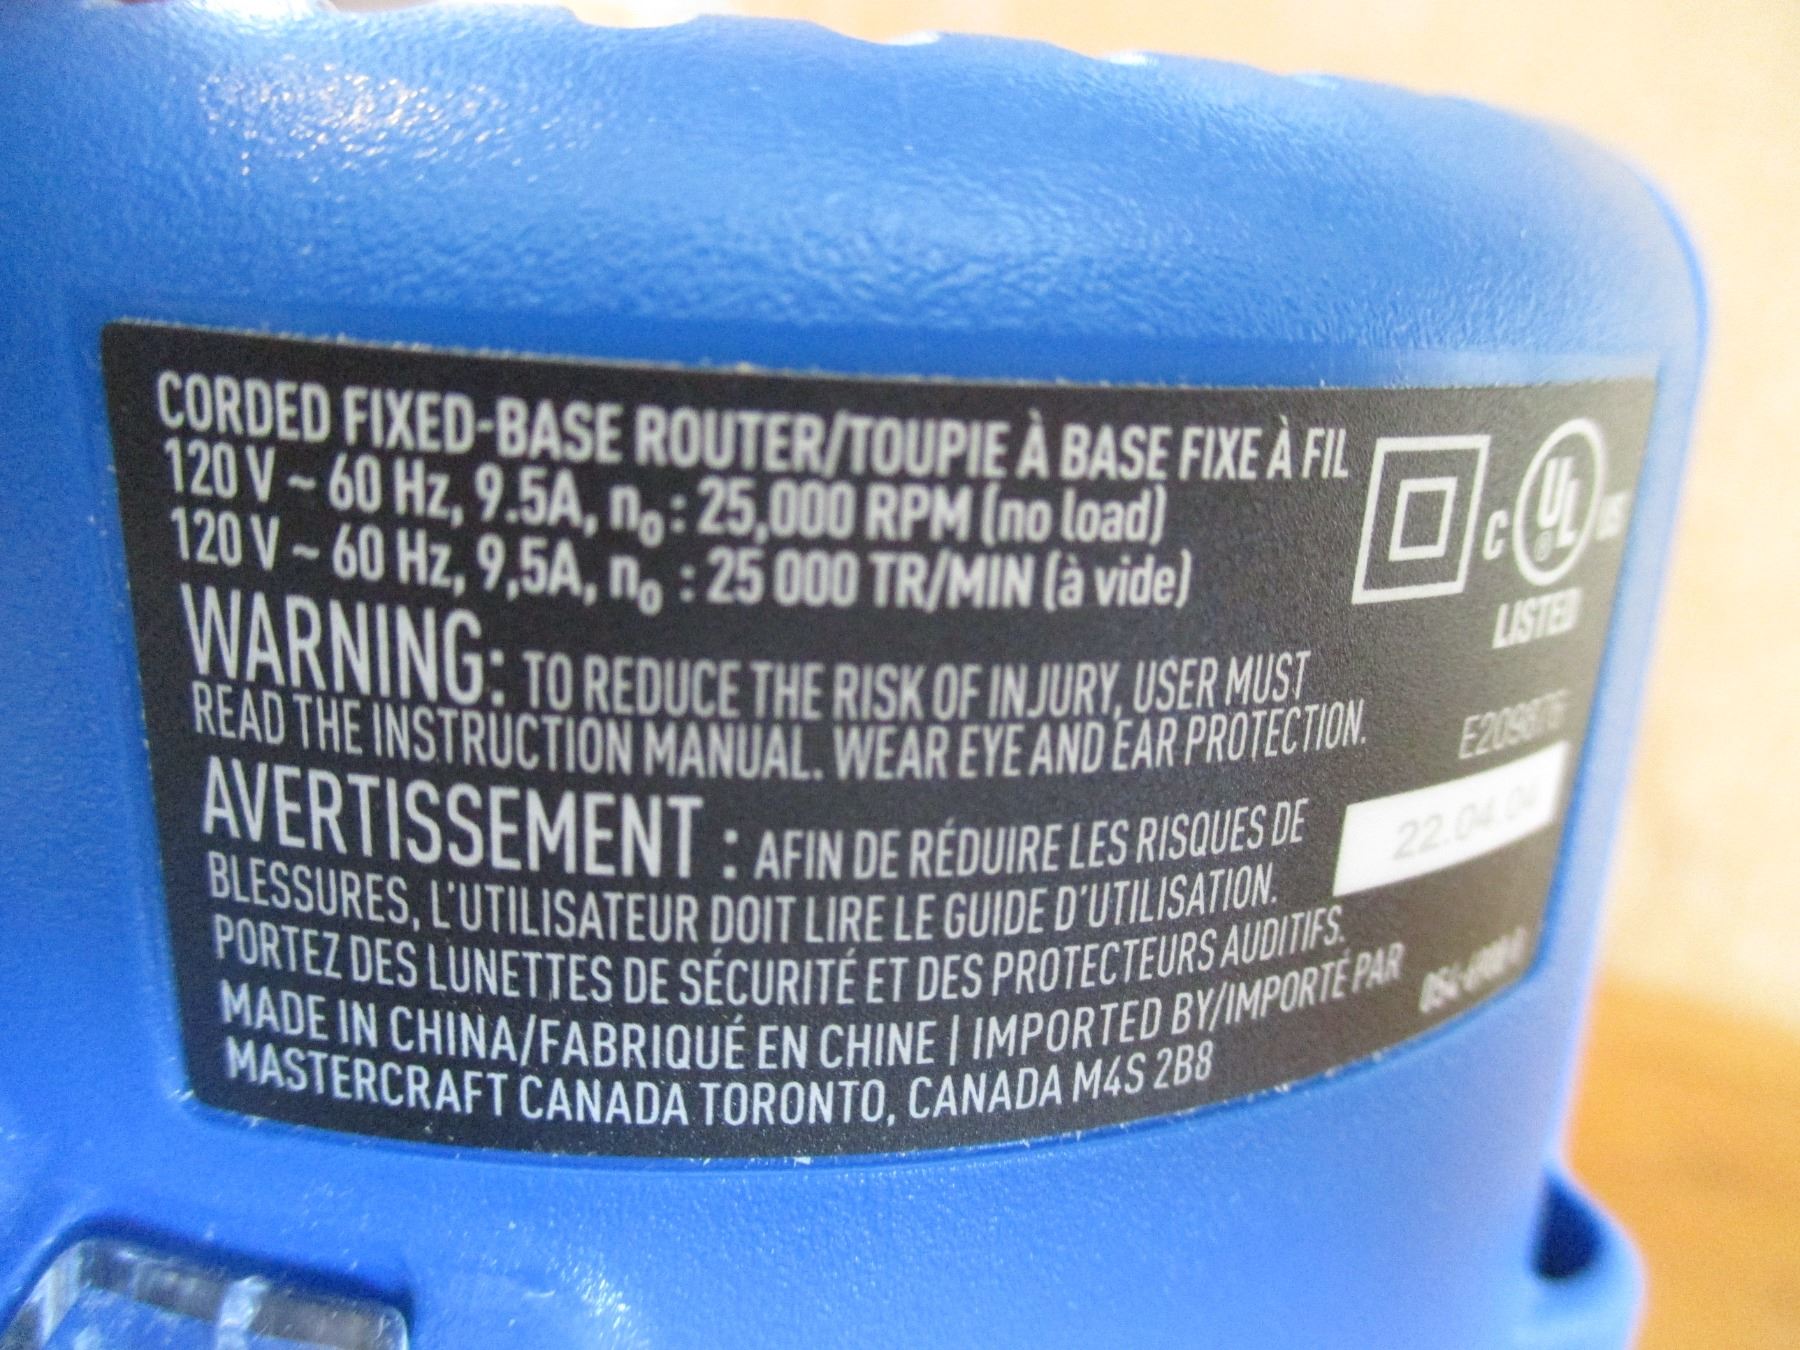 CORDED FIXED-BASE ROUTER/TOUPIE À BASE FIXE À FIL
120 V ~ 60 Hz, 9.5A, n₀ : 25,000 RPM (no load)
120 V ~ 60 Hz, 9,5A, n₀ : 25 000 TR/MIN (à vide)
WARNING: TO REDUCE THE RISK OF INJURY, USER MUST
READ THE INSTRUCTION MANUAL. WEAR EYE AND EAR PROTECTION.
AVERTISSEMENT : AFIN DE RÉDUIRE LES RISQUES DE
BLESSURES, L'UTILISATEUR DOIT LIRE LE GUIDE D'UTILISATION.
PORTEZ DES LUNETTES DE SÉCURITÉ ET DES PROTECTEURS AUDITIFS.
MADE IN CHINA/FABRIQUÉ EN CHINE | IMPORTED BY/IMPORTÉ PAR
MASTERCRAFT CANADA TORONTO, CANADA M4S 2B8
C UL ® US
LISTED
22.04.04